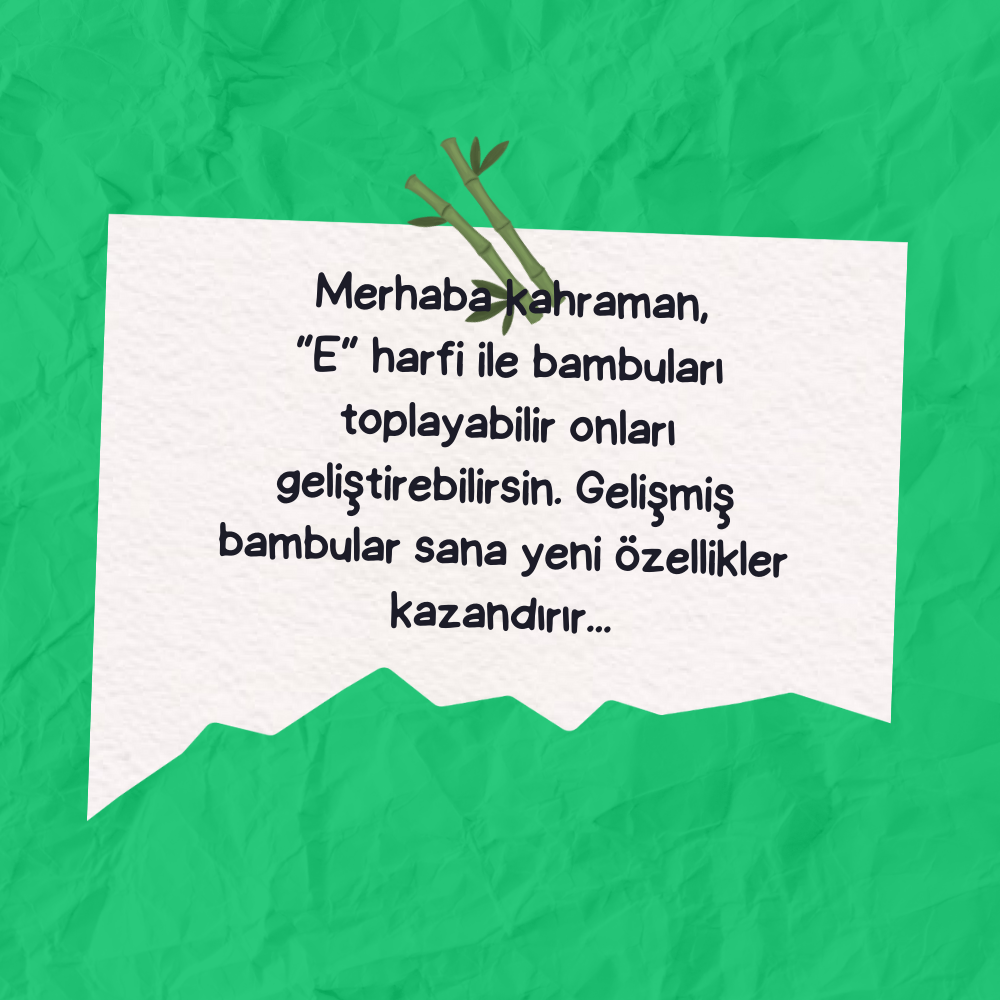 Merhaba kahraman,
"E" harfi ile bambuları
toplayabilir onları
geliştirebilirsin. Gelişmiş
bambular sana yeni özellikler
kazandırır...